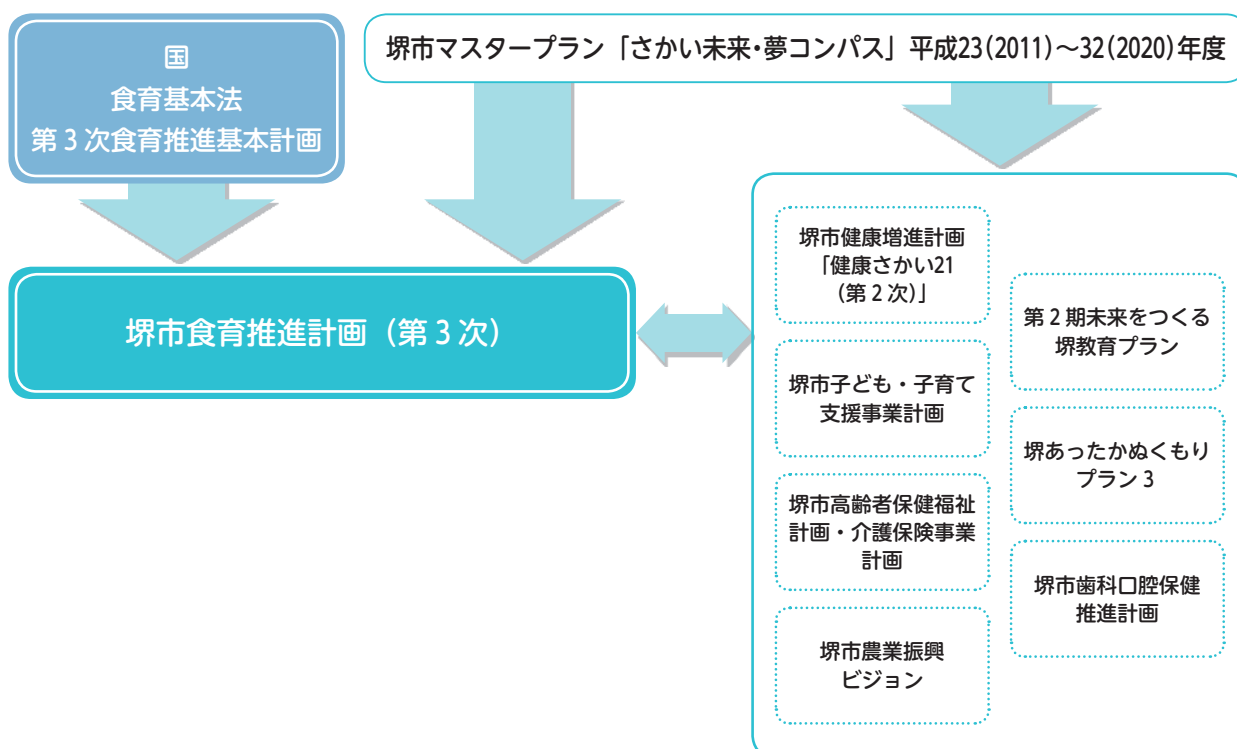 国
食育基本法
第3次食育推進基本計画
堺市マスタープラン「さかい未来・夢コンパス」平成23(2011)～32(2020)年度
堺市食育推進計画（第3次）
堺市健康増進計画
「健康さかい21
（第2次）」
堺市子ども・子育て
支援事業計画
堺市高齢者保健福祉
計画・介護保険事業
計画
堺市農業振興
ビジョン
第2期未来をつくる
堺教育プラン
堺あったかぬくもり
プラン3
堺市歯科口腔保健
推進計画